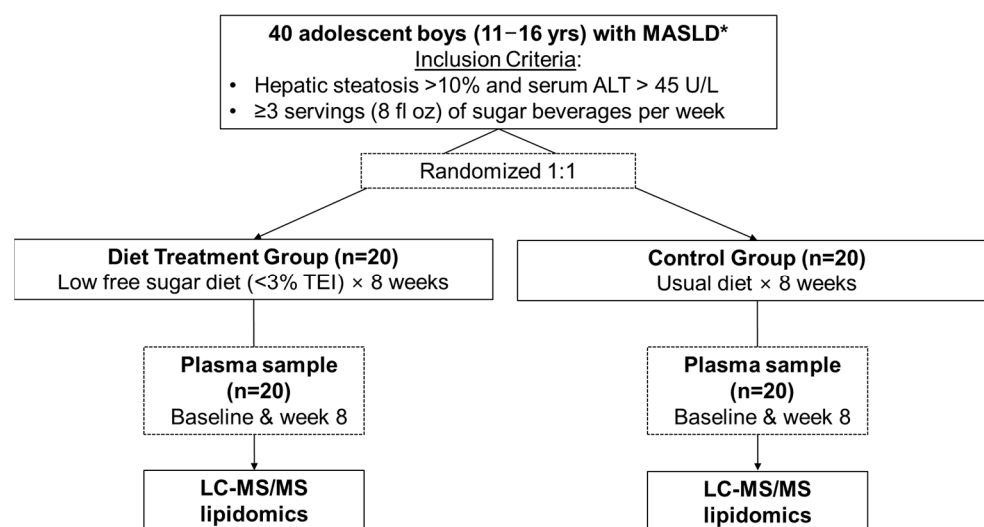 40 adolescent boys (11−16 yrs) with MASLD*
Inclusion Criteria:
• Hepatic steatosis >10% and serum ALT > 45 U/L
• ≥3 servings (8 fl oz) of sugar beverages per week
Randomized 1:1
Diet Treatment Group (n=20)
Low free sugar diet (<3% TEI) × 8 weeks
Control Group (n=20)
Usual diet × 8 weeks
Plasma sample
(n=20)
Baseline & week 8
Plasma sample
(n=20)
Baseline & week 8
LC-MS/MS
lipidomics
LC-MS/MS
lipidomics